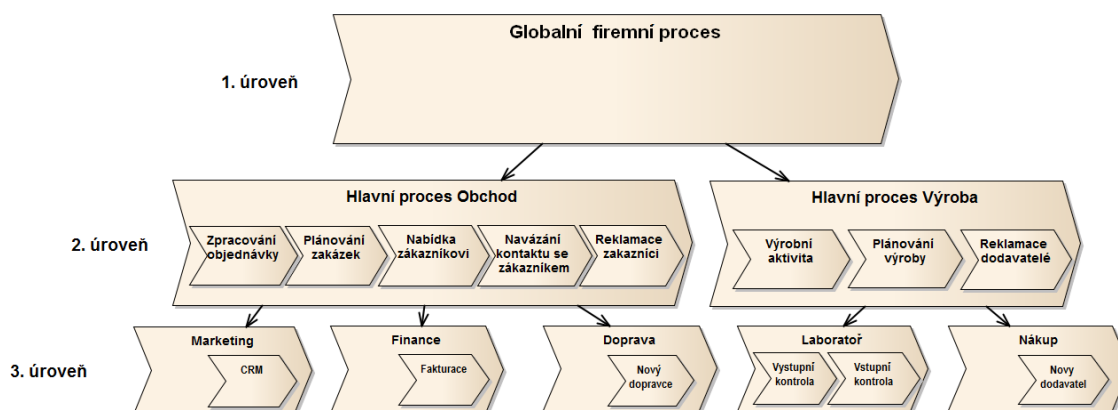 Globalní firemní proces
1. úroveň
Hlavní proces Obchod
Hlavní proces Výroba
2. úroveň
Zpracování
objednávky
Plánování
zakázek
Nabídka
zákazníkovi
Navázání
kontaktu se
zákazníkem
Reklamace
zakazníci
Výrobní
aktivita
Plánování
výroby
Reklamace
dodavatelé
3. úroveň
Marketing
CRM
Finance
Fakturace
Doprava
Nový
dopravce
Laboratoř
Vystupní
kontrola
Vstupní
kontrola
Nákup
Novy
dodavatel